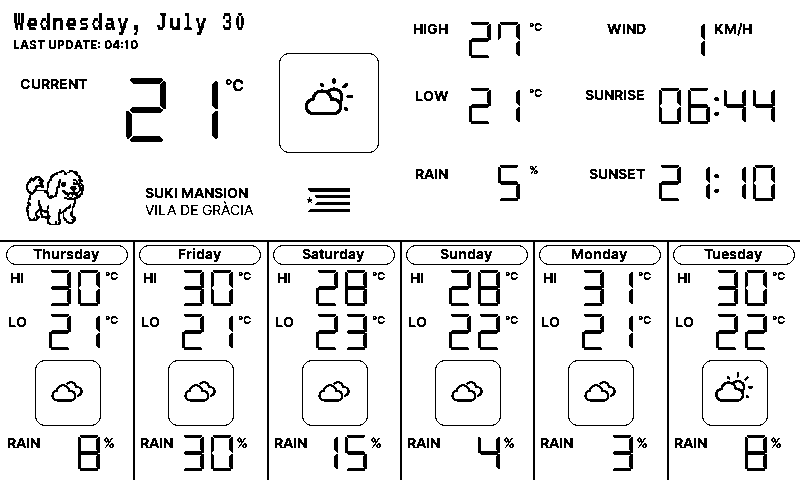 Wednesday, July 30
LAST UPDATE: 04:10
CURRENT 21 °C
SUKI MANSION
VILA DE GRÀCIA
HIGH 27 °C
LOW 21 °C
RAIN 5 %
WIND 1 KM/H
SUNRISE 06:44
SUNSET 21:10
Thursday
HI 30 °C
LO 21 °C
RAIN 8 %
Friday
HI 30 °C
LO 21 °C
RAIN 30 %
Saturday
HI 28 °C
LO 23 °C
RAIN 15 %
Sunday
HI 28 °C
LO 22 °C
RAIN 4 %
Monday
HI 31 °C
LO 21 °C
RAIN 3 %
Tuesday
HI 30 °C
LO 22 °C
RAIN 8 %